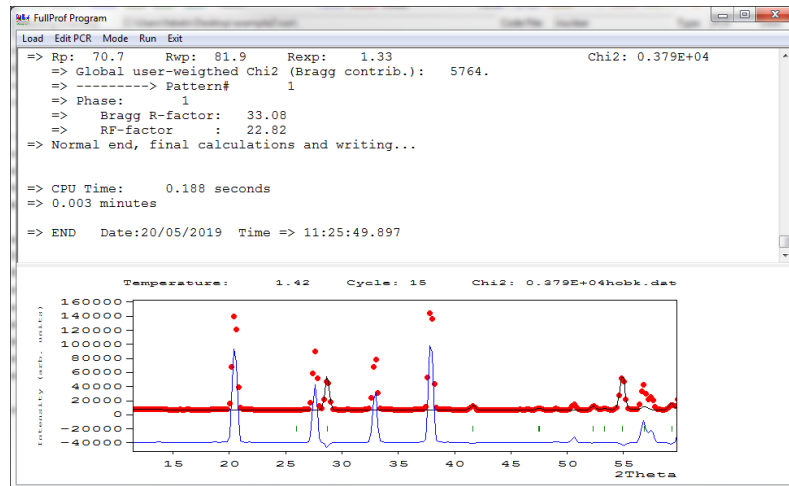 FullProf Program
Load Edit PCR Mode Run Exit
=> Rp: 70.7 Rwp: 81.9 Rexp: 1.33 Chi2: 0.379E+04
=> Global user-weigthed Chi2 (Bragg contrib.): 5764.
=> ---------> Pattern# 1
=> Phase: 1
=> Bragg R-factor: 33.08
=> RF-factor : 22.82
=> Normal end, final calculations and writing...
=> CPU Time: 0.188 seconds
=> 0.003 minutes
=> END Date:20/05/2019 Time => 11:25:49.897
Temperature: 1.42 Cycle: 15 Chi2: 0.379E+04hobk.dat
Intensity (arb. units)
160000
140000
120000
100000
80000
60000
40000
20000
0
-20000
-40000
15 20 25 30 35 40 45 50 55
2Theta